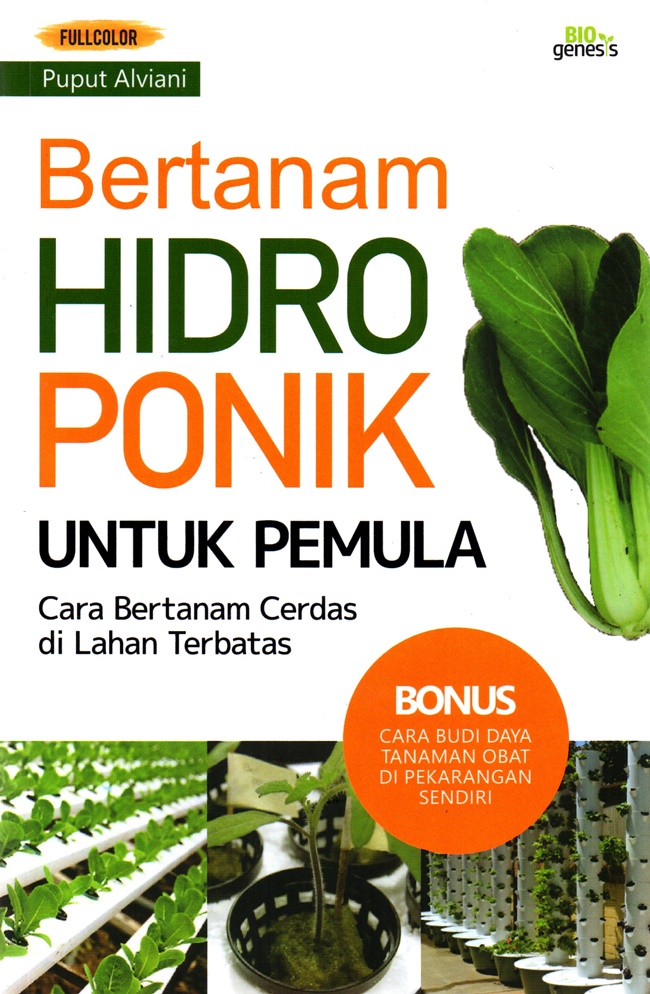 FULLCOLOR
Puput Alviani
BIO
genesis
Bertanam
HIDRO
PONIK
UNTUK PEMULA
Cara Bertanam Cerdas
di Lahan Terbatas
BONUS
CARA BUDI DAYA
TANAMAN OBAT
DI PEKARANGAN
SENDIRI